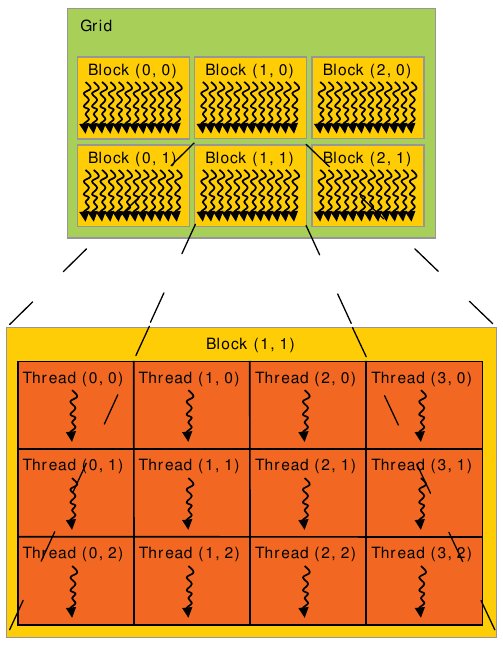 Grid
Block (0, 0) Block (1, 0) Block (2, 0)
Block (0, 1) Block (1, 1) Block (2, 1)
Block (1, 1)
Thread (0, 0) Thread (1, 0) Thread (2, 0) Thread (3, 0)
Thread (0, 1) Thread (1, 1) Thread (2, 1) Thread (3, 1)
Thread (0, 2) Thread (1, 2) Thread (2, 2) Thread (3, 2)